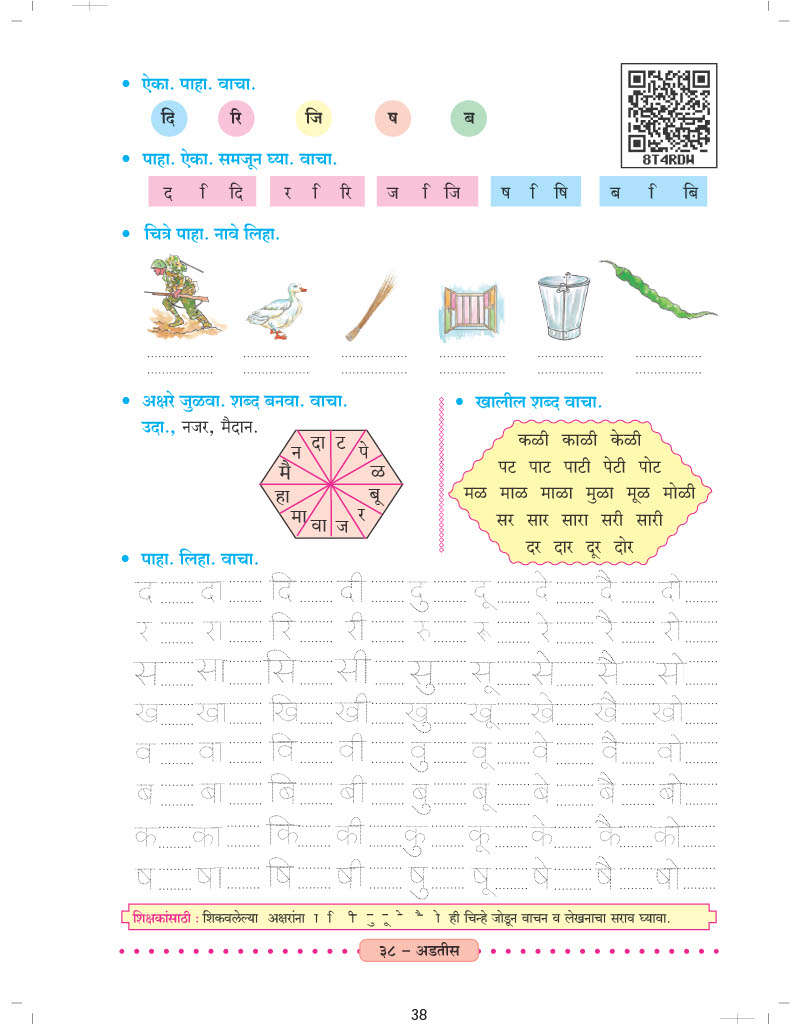 • ऐका. पाहा. वाचा.
दि रि जि ष ब
8T4RDW
• पाहा. ऐका. समजून घ्या. वाचा.
द ि दि र ि रि ज ि जि ष ि षि ब ि बि
• चित्रे पाहा. नावे लिहा.
• अक्षरे जुळवा. शब्द बनवा. वाचा.
उदा., नजर, मैदान.
न दा ट पे
मै ळ
हा बू
मा वा ज र
• खालील शब्द वाचा.
कळी काळी केळी
पट पाट पाटी पेटी पोट
मळ माळ माळा मुळा मूळ मोळी
सर सार सारा सरी सारी
दर दार दूर दोर
• पाहा. लिहा. वाचा.
द दा दि दी दु दू दे दै दो
र रा रि री रु रू रे रै रो
स सा सि सी सु सू से सै सो
ख खा खि खी खु खू खे खै खो
व वा वि वी वु वू वे वै वो
ब बा बि बी बु बू बे बै बो
क का कि की कु कू के कै को
ष षा षि षी षु षू षे षै षो
शिक्षकांसाठी : शिकवलेल्या अक्षरांना ा ि ी ु ू े ै ो ही चिन्हे जोडून वाचन व लेखनाचा सराव घ्यावा.
३८ – अडतीस
38